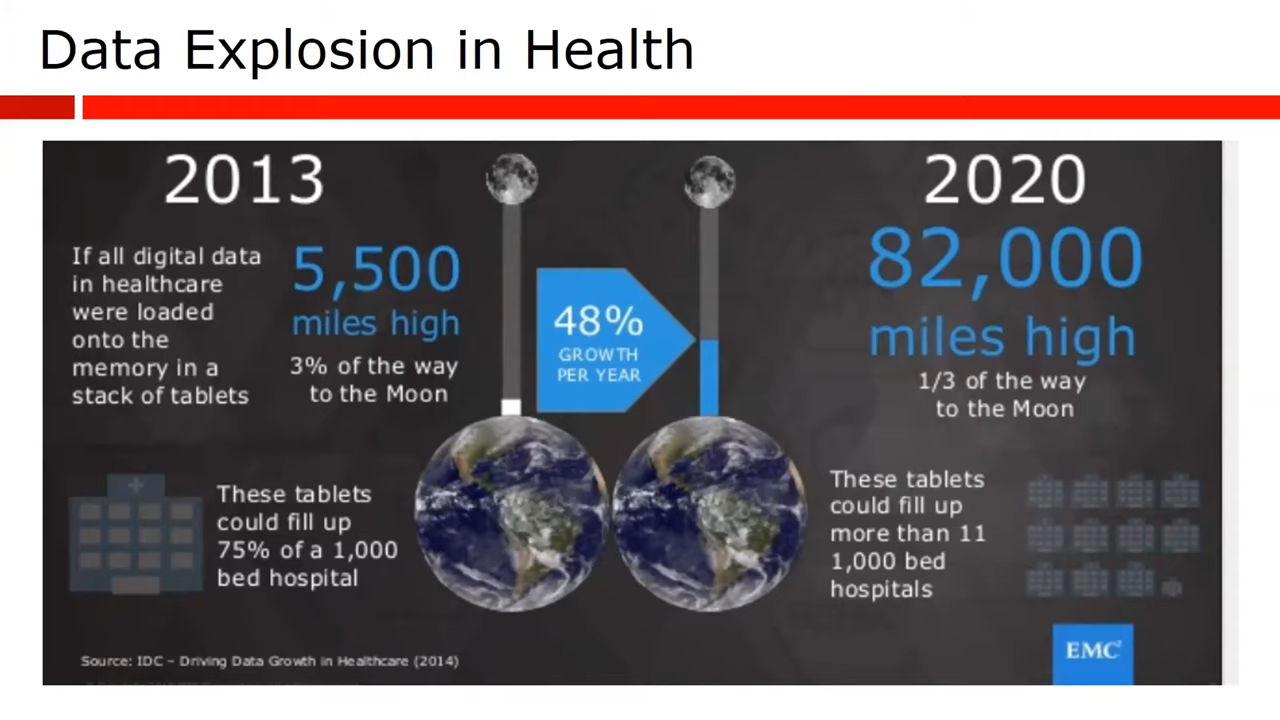 Data Explosion in Health
2013
If all digital data
in healthcare
were loaded
onto the
memory in a
stack of tablets
5,500
miles high
3% of the way
to the Moon
48%
GROWTH
PER YEAR
2020
82,000
miles high
1/3 of the way
to the Moon
These tablets
could fill up
75% of a 1,000
bed hospital
These tablets
could fill up
more than 11
1,000 bed
hospitals
Source: IDC – Driving Data Growth in Healthcare (2014)
EMC²